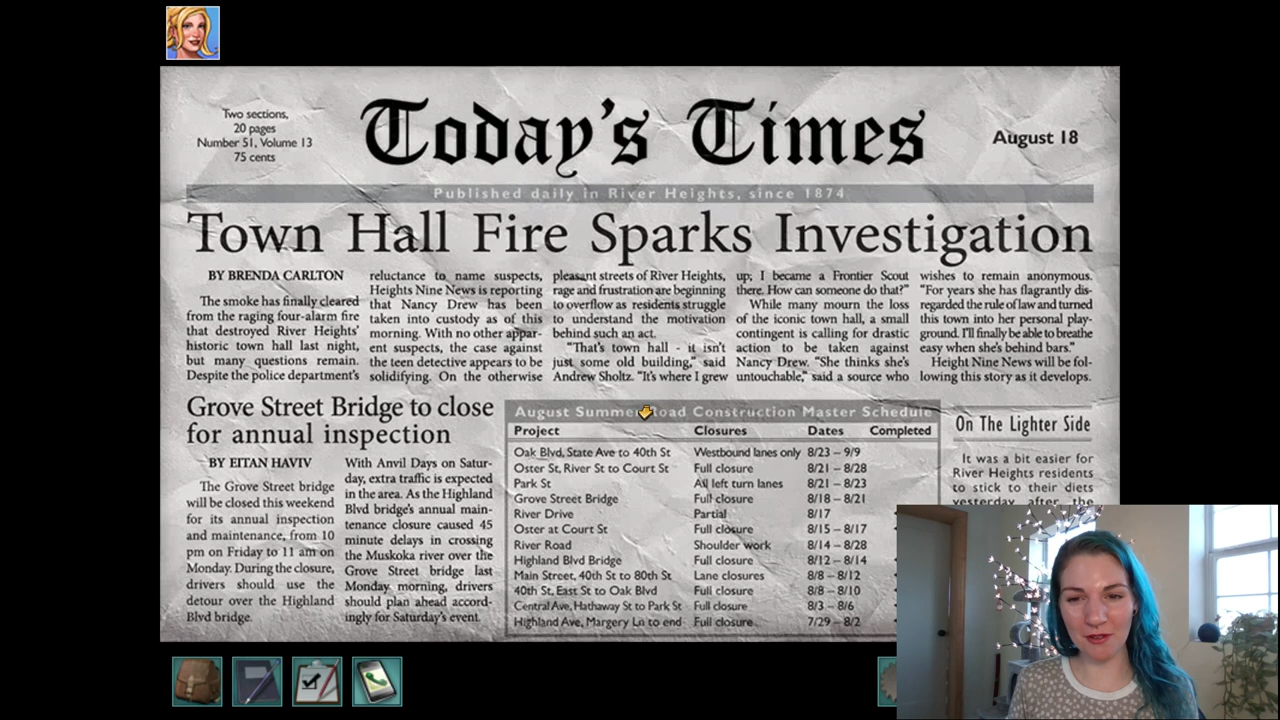 Two sections,
20 pages
Number 51, Volume 13
75 cents
Today's Times
August 18
Published daily in River Heights, since 1874
Town Hall Fire Sparks Investigation
BY BRENDA CARLTON
The smoke has finally cleared
from the raging four-alarm fire
that destroyed River Heights'
historic town hall last night,
but many questions remain.
Despite the police department's
reluctance to name suspects,
Heights Nine News is reporting
that Nancy Drew has been
taken into custody as of this
morning. With no other appar-
ent suspects, the case against
the teen detective appears to be
solidifying. On the otherwise
pleasant streets of River Heights,
rage and frustration are beginning
to overflow as residents struggle
to understand the motivation
behind such an act.
"That's town hall - it isn't
just some old building," said
Andrew Sholtz. "It's where I grew
up; I became a Frontier Scout
there. How can someone do that?"
While many mourn the loss
of the iconic town hall, a small
contingent is calling for drastic
action to be taken against
Nancy Drew. "She thinks she's
untouchable," said a source who
wishes to remain anonymous.
"For years she has flagrantly dis-
regarded the rule of law and turned
this town into her personal play-
ground. I'll finally be able to breathe
easy when she's behind bars."
Height Nine News will be fol-
lowing this story as it develops.
Grove Street Bridge to close
for annual inspection
BY EITAN HAVIV
The Grove Street bridge
will be closed this weekend
for its annual inspection
and maintenance, from 10
pm on Friday to 11 am on
Monday. During the closure,
drivers should use the
detour over the Highland
Blvd bridge.
With Anvil Days on Satur-
day, extra traffic is expected
in the area. As the Highland
Blvd bridge's annual main-
tenance closure caused 45
minute delays in crossing
the Muskoka river over the
Grove Street bridge last
Monday morning, drivers
should plan ahead accord-
ingly for Saturday's event.
August Summer Road Construction Master Schedule
Project Closures Dates Completed
Oak Blvd, State Ave to 40th St Westbound lanes only 8/23 – 9/9
Oster St, River St to Court St Full closure 8/21 – 8/28
Park St All left turn lanes 8/21 – 8/23
Grove Street Bridge Full closure 8/18 – 8/21
River Drive Partial 8/17
Oster at Court St Full closure 8/15 – 8/17
River Road Shoulder work 8/14 – 8/28
Highland Blvd Bridge Full closure 8/12 – 8/14
Main Street, 40th St to 80th St Lane closures 8/8 – 8/12
40th St, East St to Oak Blvd Full closure 8/8 – 8/10
Central Ave, Hathaway St to Park St Full closure 8/3 – 8/6
Highland Ave, Margery Ln to end Full closure 7/29 – 8/2
On The Lighter Side
It was a bit easier for
River Heights residents
to stick to their diets
yesterday after the